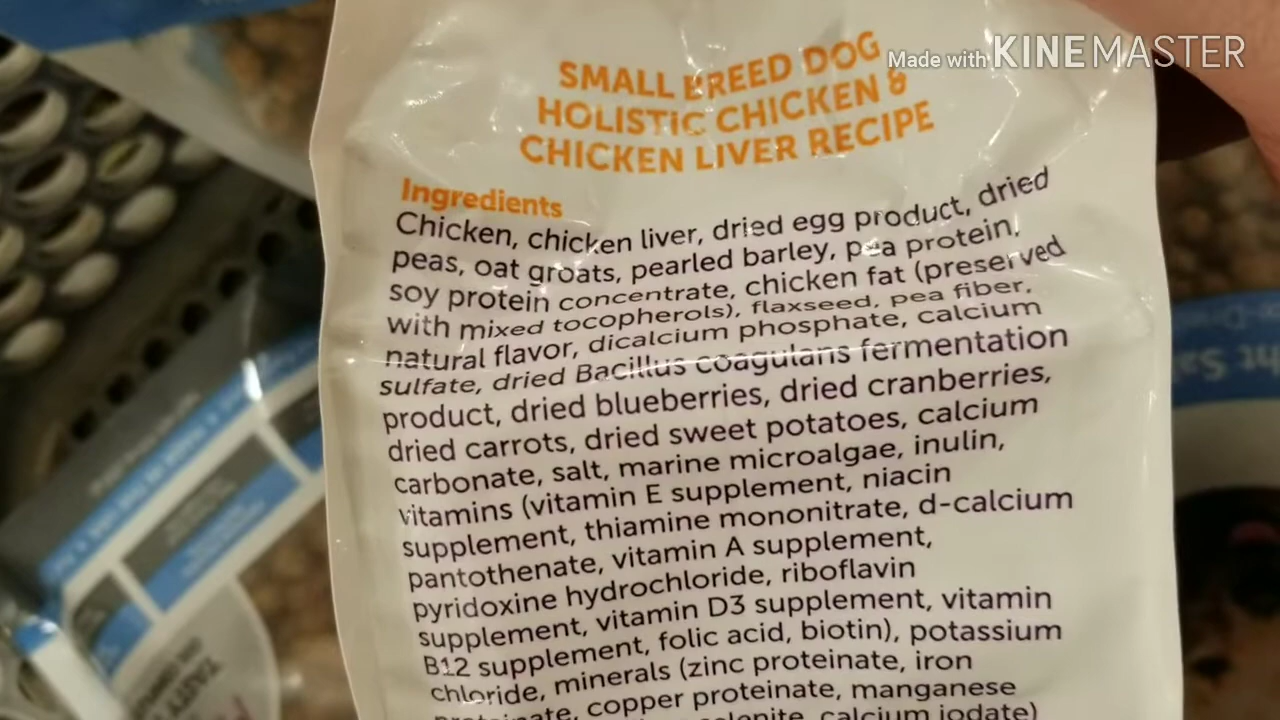 Made with KINEMASTER
SMALL BREED DOG
HOLISTIC CHICKEN &
CHICKEN LIVER RECIPE
Ingredients
Chicken, chicken liver, dried egg product, dried
peas, oat groats, pearled barley, pea protein,
soy protein concentrate, chicken fat (preserved
with mixed tocopherols), flaxseed, pea fiber,
natural flavor, dicalcium phosphate, calcium
sulfate, dried Bacillus coagulans fermentation
product, dried blueberries, dried cranberries,
dried carrots, dried sweet potatoes, calcium
carbonate, salt, marine microalgae, inulin,
vitamins (vitamin E supplement, niacin
supplement, thiamine mononitrate, d-calcium
pantothenate, vitamin A supplement,
pyridoxine hydrochloride, riboflavin
supplement, vitamin D3 supplement, vitamin
B12 supplement, folic acid, biotin), potassium
chloride, minerals (zinc proteinate, iron
proteinate, copper proteinate, manganese
calcium iodate)